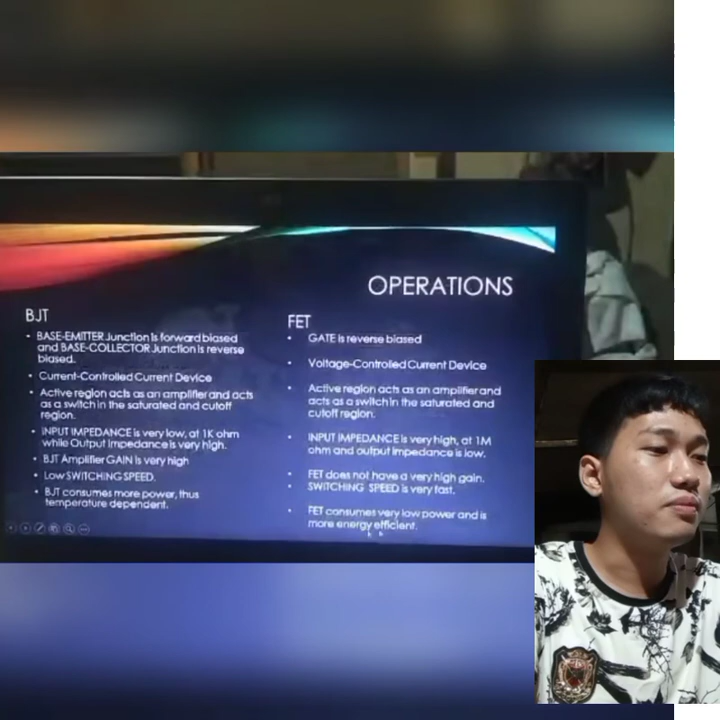 OPERATIONS
BJT
• BASE-EMITTER Junction is forward biased
and BASE-COLLECTOR Junction is reverse
biased.
• Current-Controlled Current Device
• Active region acts as an amplifier and acts
as a switch in the saturated and cutoff
region.
• INPUT IMPEDANCE is very low, at 1K ohm
while Output Impedance is very high.
• BJT Amplifier GAIN is very high
• Low SWITCHING SPEED.
• BJT consumes more power, thus
temperature dependent.
FET
• GATE is reverse biased
• Voltage-Controlled Current Device
• Active region acts as an amplifier and
acts as a switch in the saturated and
cutoff region.
• INPUT IMPEDANCE is very high, at 1M
ohm and output impedance is low.
• FET does not have a very high gain.
• SWITCHING SPEED is very fast.
• FET consumes very low power and is
more energy efficient.